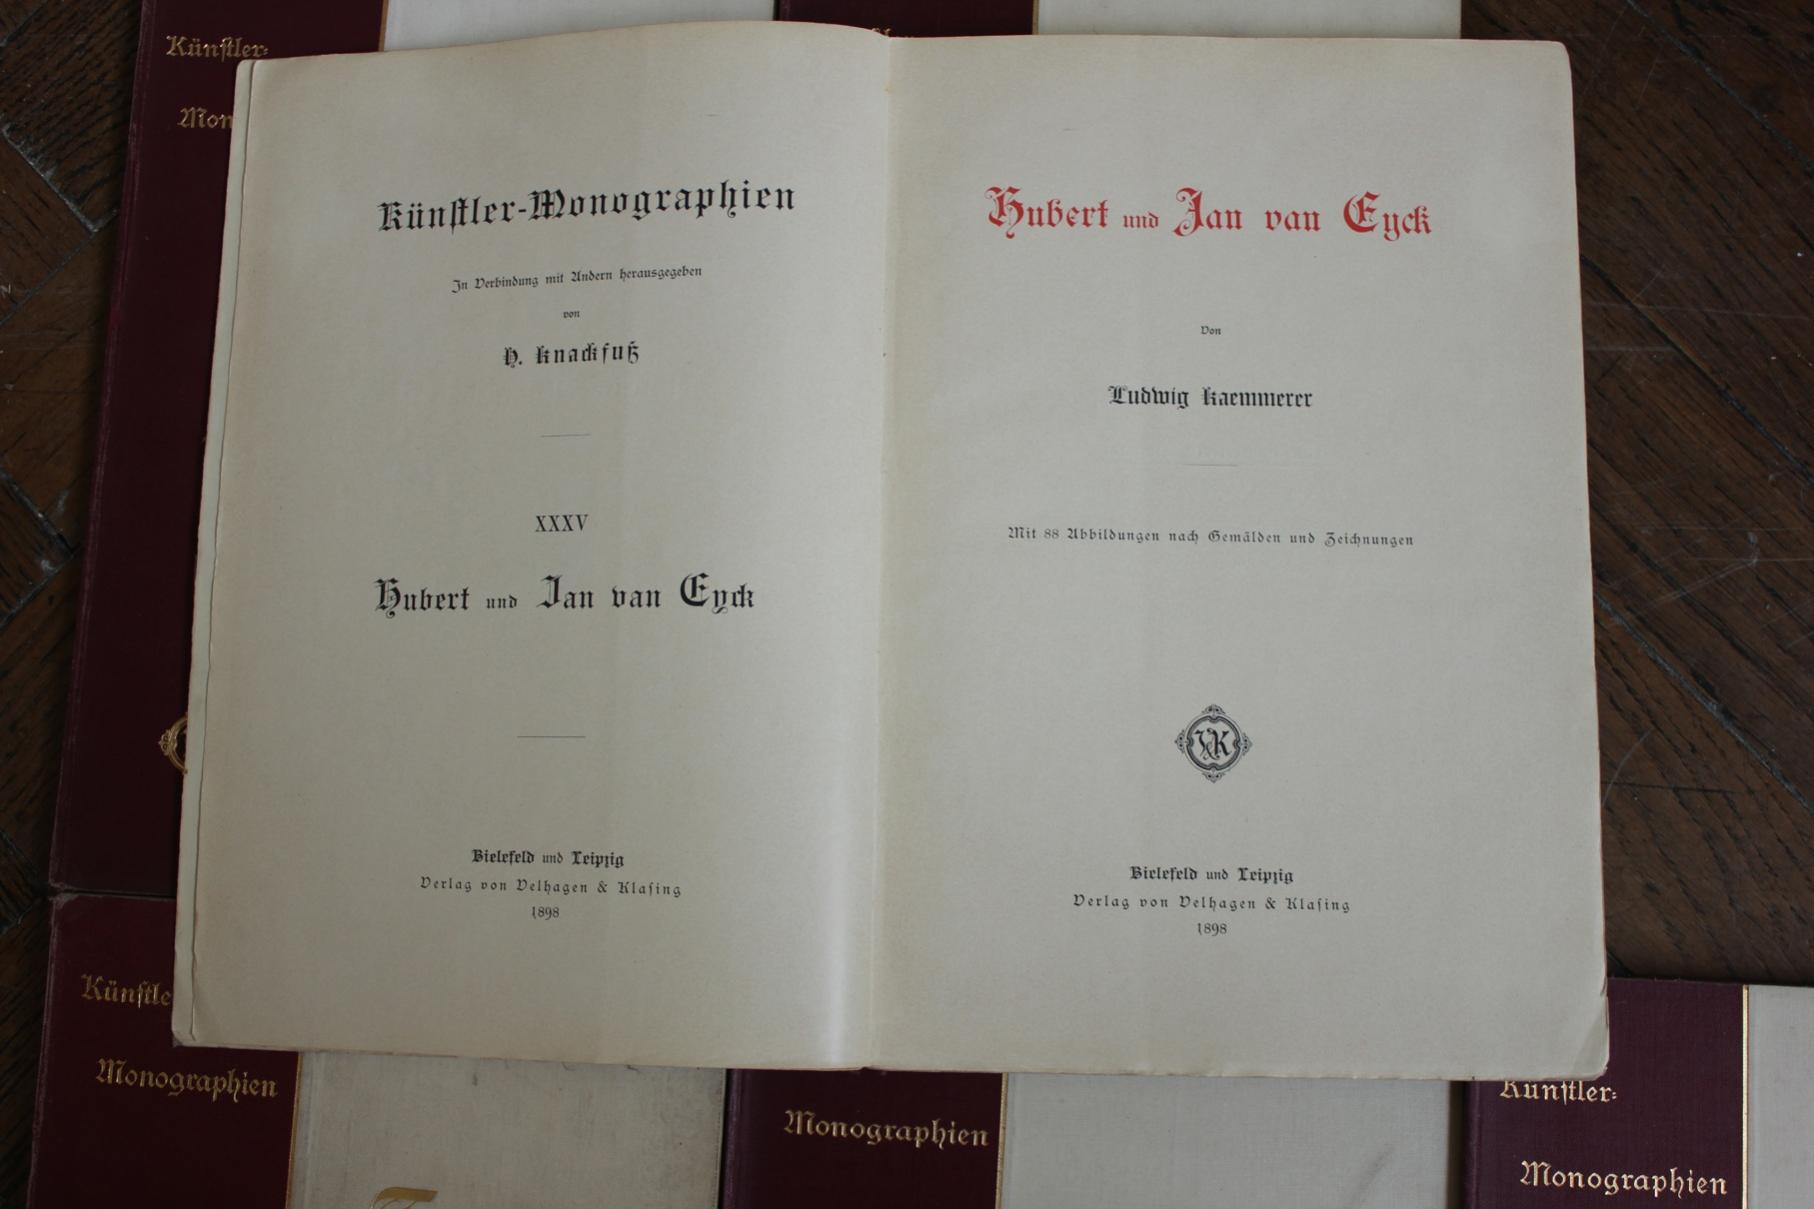 Künstler-Monographien
In Verbindung mit Andern herausgegeben
von
H. Knackfuß
XXXV
Hubert und Jan van Eyck
Bielefeld und Leipzig
Verlag von Velhagen & Klasing
1898
Hubert und Jan van Eyck
Von
Ludwig Kaemmerer
Mit 88 Abbildungen nach Gemälden und Zeichnungen
VK
Bielefeld und Leipzig
Verlag von Velhagen & Klasing
1898
Künstler-
Mon
Künstle
Monographien
Monographien
Künstler-
Monographien